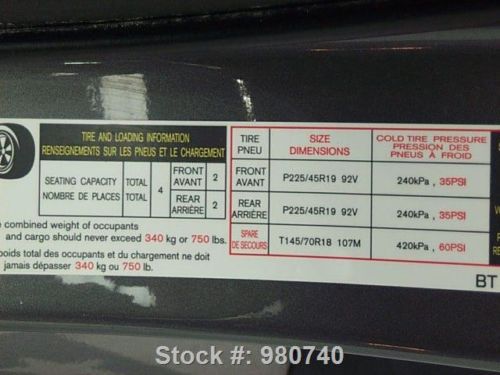 TIRE AND LOADING INFORMATION
RENSEIGNEMENTS SUR LES PNEUS ET LE CHARGEMENT
SEATING CAPACITY TOTAL 4 FRONT AVANT 2
NOMBRE DE PLACES TOTAL REAR ARRIÈRE 2
combined weight of occupants
and cargo should never exceed 340 kg or 750 lbs.
poids total des occupants et du chargement ne doit
jamais dépasser 340 kg ou 750 lb.
TIRE PNEU SIZE DIMENSIONS COLD TIRE PRESSURE PRESSION DES PNEUS À FROID
FRONT AVANT P225/45R19 92V 240kPa , 35PSI
REAR ARRIÈRE P225/45R19 92V 240kPa , 35PSI
SPARE DE SECOURS T145/70R18 107M 420kPa , 60PSI
BT
Stock #: 980740